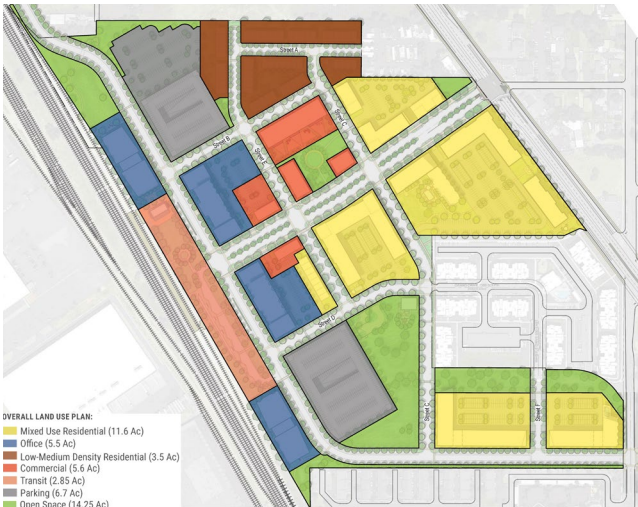 Street A
Street B
Street C
Street C
Street F
OVERALL LAND USE PLAN:
Mixed Use Residential (11.6 Ac)
Office (5.5 Ac)
Low-Medium Density Residential (3.5 Ac)
Commercial (5.6 Ac)
Transit (2.85 Ac)
Parking (6.7 Ac)
Open Space (14.25 Ac)